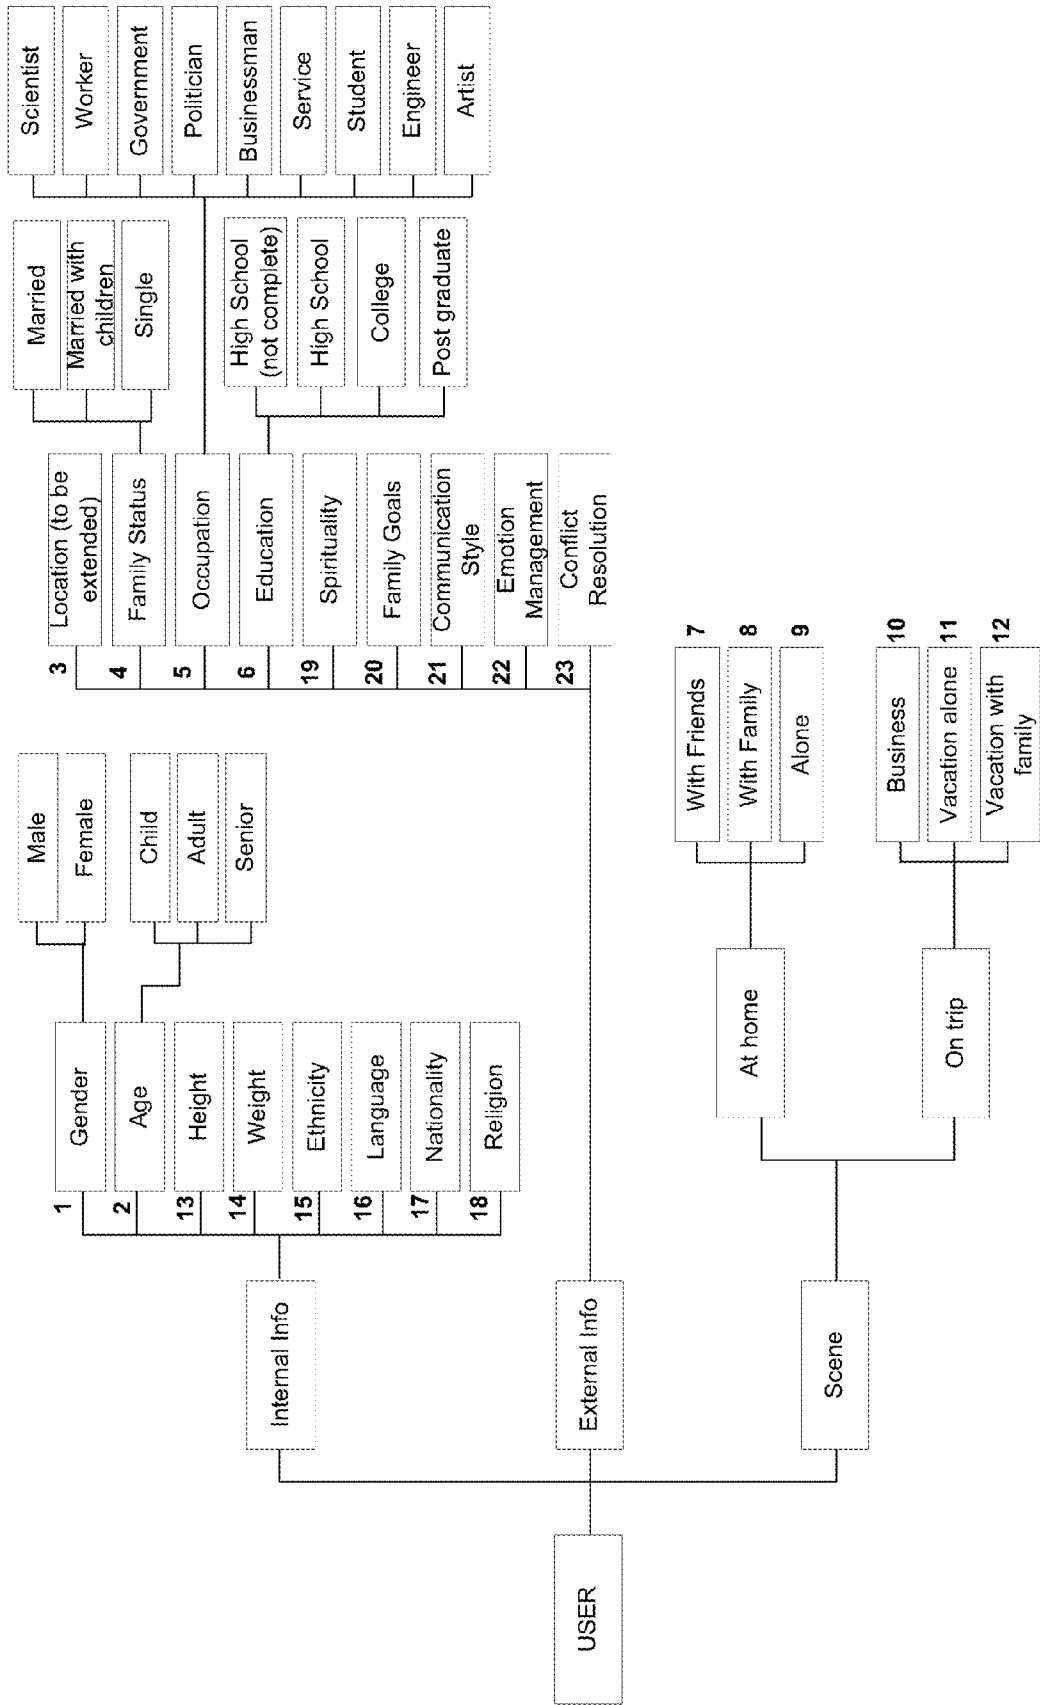 USER
Internal Info
External Info
Scene
1
Gender
2
Age
13
Height
14
Weight
15
Ethnicity
16
Language
17
Nationality
18
Religion
Male
Female
Child
Adult
Senior
3
Location (to be
extended)
4
Family Status
5
Occupation
6
Education
19
Spirituality
20
Family Goals
21
Communication
Style
22
Emotion
Management
23
Conflict
Resolution
Married
Married with
children
Single
High School
(not complete)
High School
College
Post graduate
Scientist
Worker
Government
Politician
Businessman
Service
Student
Engineer
Artist
At home
On trip
With Friends
7
With Family
8
Alone
9
Business
10
Vacation alone
11
Vacation with
family
12